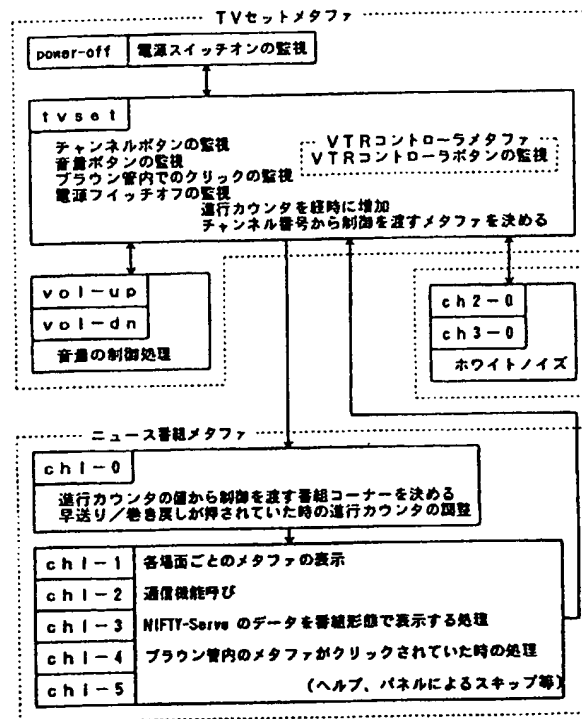 TVセットメタファ
power-off 電源スイッチオンの監視
tvset
チャンネルボタンの監視
音量ボタンの監視
ブラウン管内でのクリックの監視
電源フイッチオフの監視
VTRコントローラメタファ
VTRコントローラボタンの監視
進行カウンタを経時に増加
チャンネル番号から制御を渡すメタファを決める
vol-up
vol-dn
音量の制御処理
ch2-0
ch3-0
ホワイトノイズ
ニュース番組メタファ
ch1-0
進行カウンタの値から制御を渡す番組コーナーを決める
早送り/巻き戻しが押されていた時の進行カウンタの調整
ch1-1 各場面ごとのメタファの表示
ch1-2 通信機能呼び
ch1-3 NIFTY-Serve のデータを番組形態で表示する処理
ch1-4 ブラウン管内のメタファがクリックされていた時の処理
ch1-5 (ヘルプ、パネルによるスキップ等)